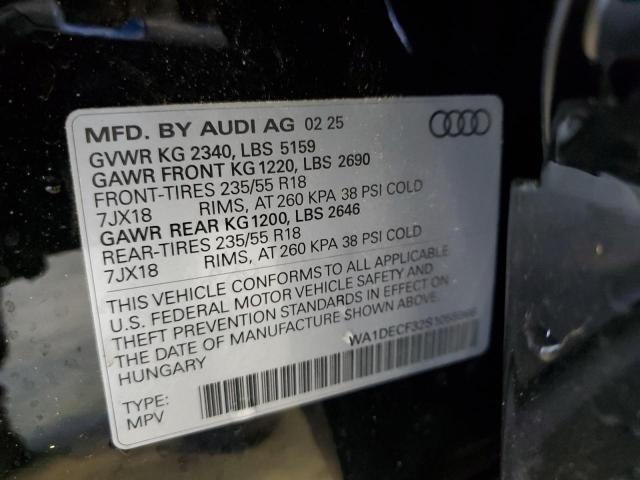 MFD. BY AUDI AG 02 25
GVWR KG 2340, LBS 5159
GAWR FRONT KG 1220, LBS 2690
FRONT-TIRES 235/55 R18
7JX18 RIMS, AT 260 KPA 38 PSI COLD
GAWR REAR KG 1200, LBS 2646
REAR-TIRES 235/55 R18
7JX18 RIMS, AT 260 KPA 38 PSI COLD
THIS VEHICLE CONFORMS TO ALL APPLICABLE
U.S. FEDERAL MOTOR VEHICLE SAFETY AND
THEFT PREVENTION STANDARDS IN EFFECT ON
THE DATE OF MANUFACTURE SHOWN ABOVE
HUNGARY
TYPE:
MPV